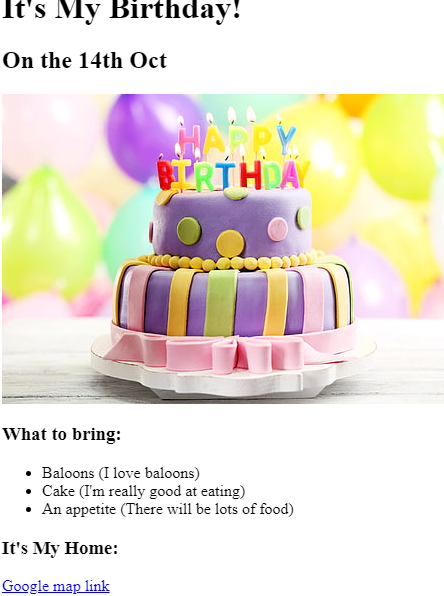 It's My Birthday!
On the 14th Oct
HAPPY
BIRTHDAY
What to bring:
Baloons (I love baloons)
Cake (I'm really good at eating)
An appetite (There will be lots of food)
It's My Home:
Google map link